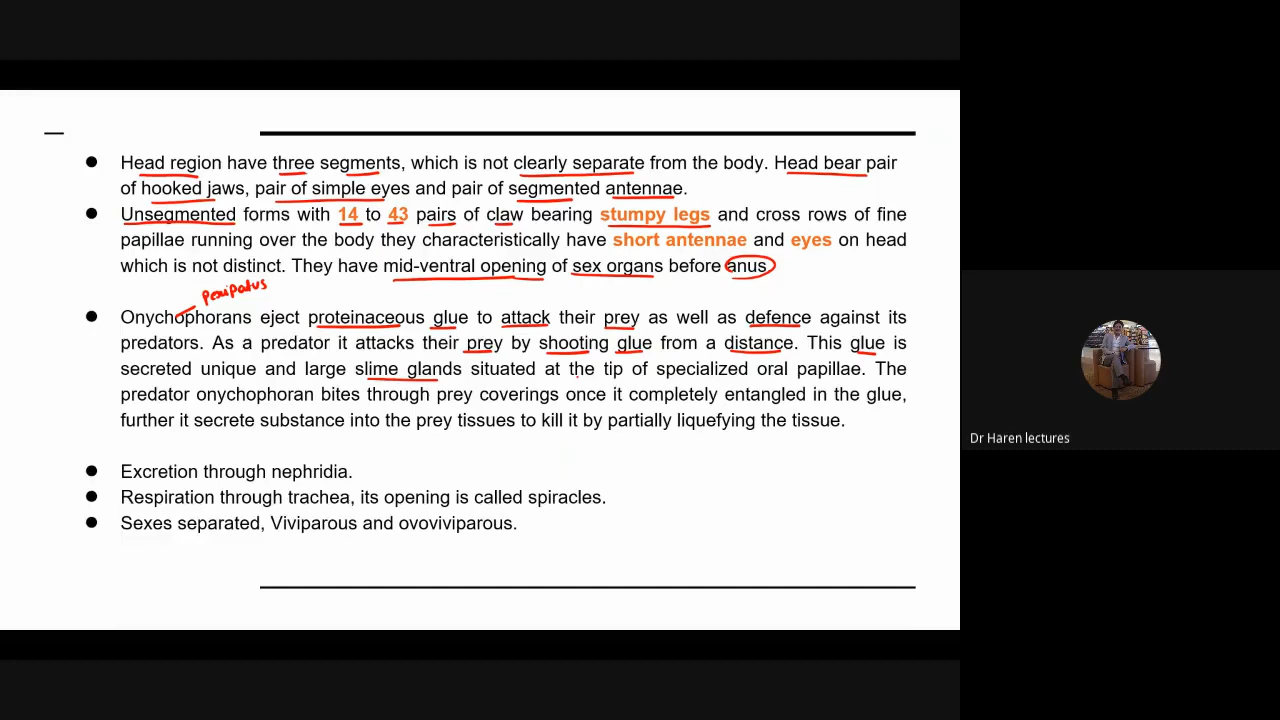 ● Head region have three segments, which is not clearly separate from the body. Head bear pair
of hooked jaws, pair of simple eyes and pair of segmented antennae.
● Unsegmented forms with 14 to 43 pairs of claw bearing stumpy legs and cross rows of fine
papillae running over the body they characteristically have short antennae and eyes on head
which is not distinct. They have mid-ventral opening of sex organs before anus
peripatus
● Onychophorans eject proteinaceous glue to attack their prey as well as defence against its
predators. As a predator it attacks their prey by shooting glue from a distance. This glue is
secreted unique and large slime glands situated at the tip of specialized oral papillae. The
predator onychophoran bites through prey coverings once it completely entangled in the glue,
further it secrete substance into the prey tissues to kill it by partially liquefying the tissue.
● Excretion through nephridia.
● Respiration through trachea, its opening is called spiracles.
● Sexes separated, Viviparous and ovoviviparous.
Dr Haren lectures